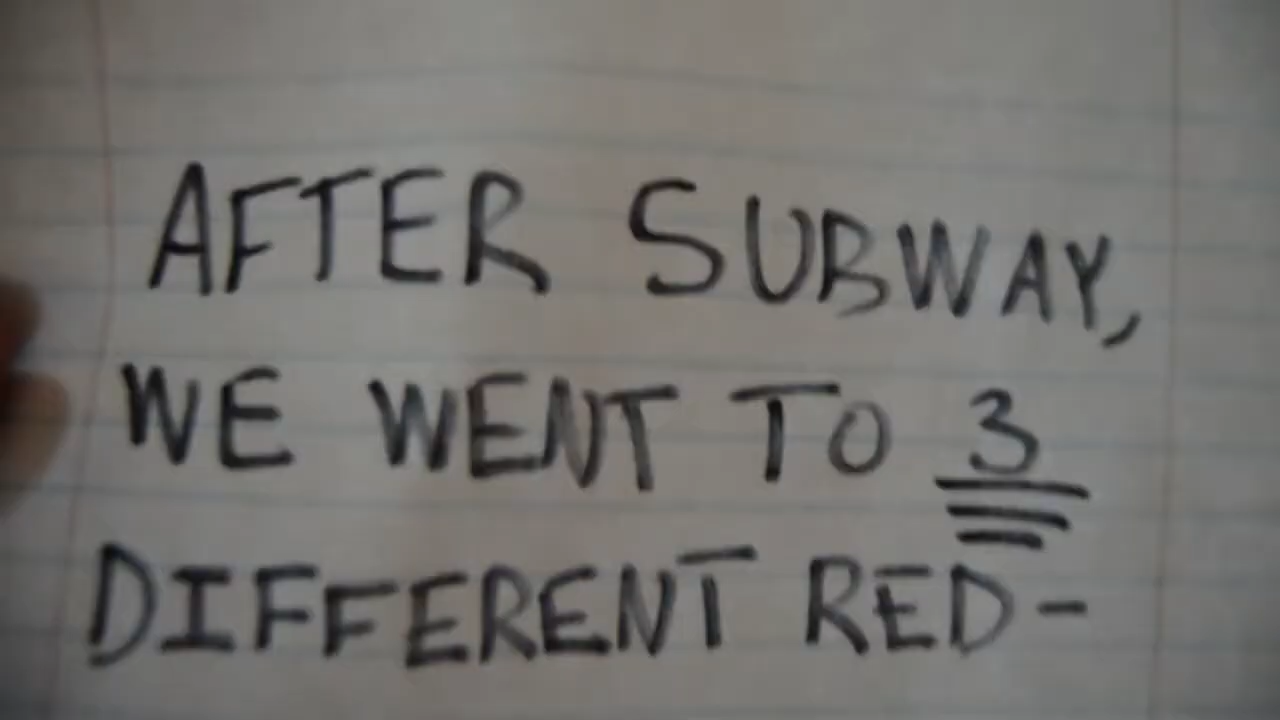 AFTER SUBWAY,
WE WENT TO 3
DIFFERENT RED-